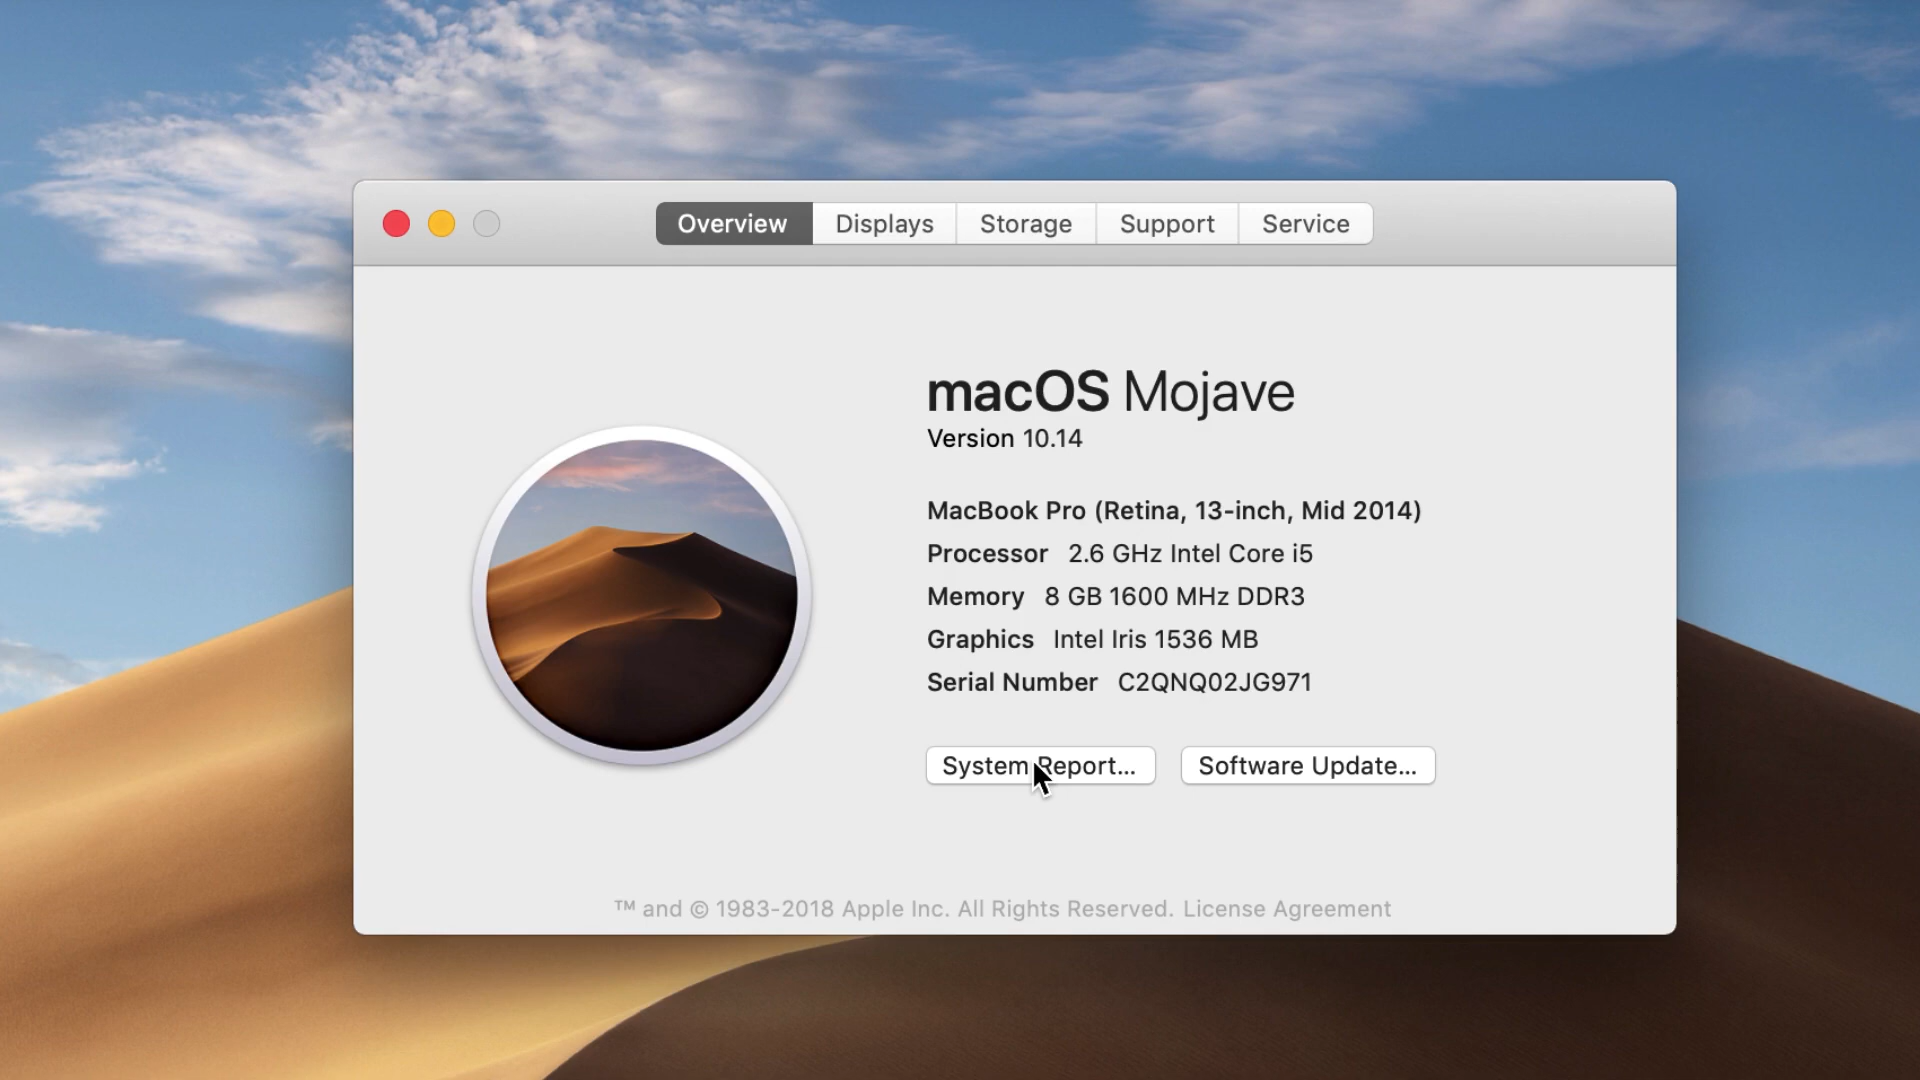 Overview Displays Storage Support Service
macOS Mojave
Version 10.14
MacBook Pro (Retina, 13-inch, Mid 2014)
Processor 2.6 GHz Intel Core i5
Memory 8 GB 1600 MHz DDR3
Graphics Intel Iris 1536 MB
Serial Number C2QNQ02JG971
System Report... Software Update...
™ and © 1983-2018 Apple Inc. All Rights Reserved. License Agreement